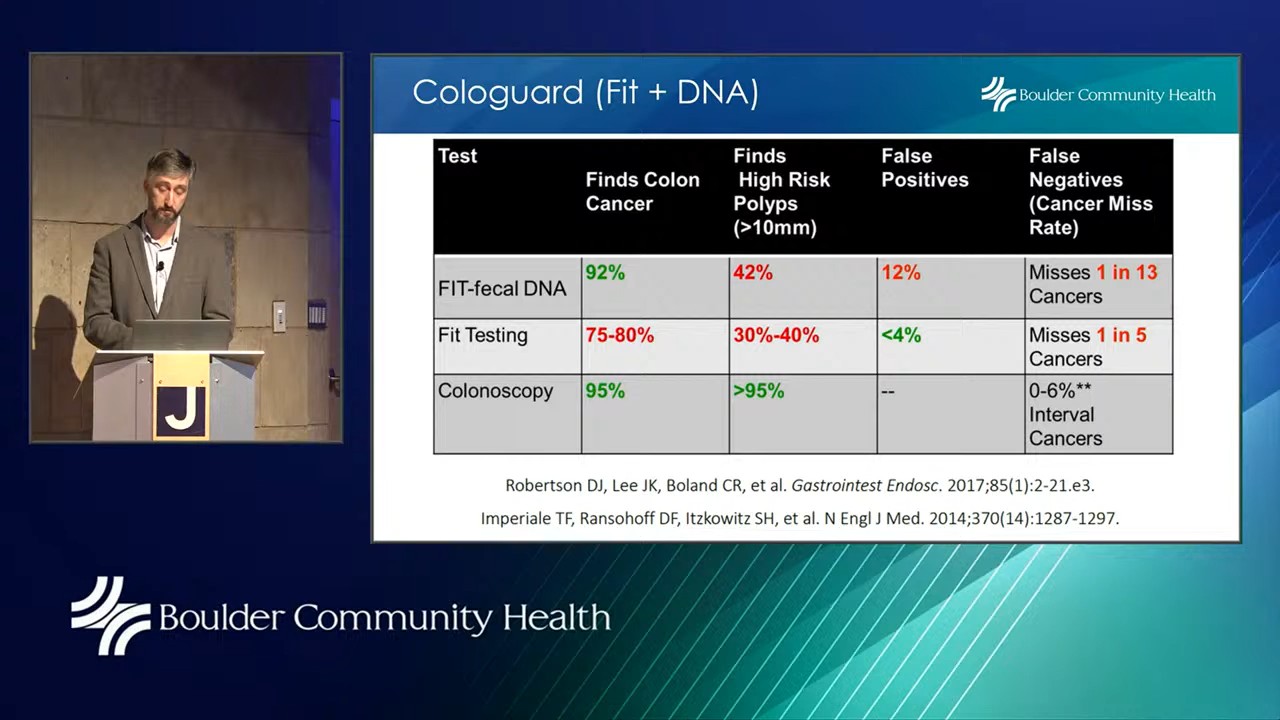 Cologuard (Fit + DNA)
Boulder Community Health
Test
Finds Colon
Cancer
Finds
High Risk
Polyps
(>10mm)
False
Positives
False
Negatives
(Cancer Miss
Rate)
FIT-fecal DNA
92%
42%
12%
Misses 1 in 13
Cancers
Fit Testing
75-80%
30%-40%
<4%
Misses 1 in 5
Cancers
Colonoscopy
95%
>95%
--
0-6%**
Interval
Cancers
Robertson DJ, Lee JK, Boland CR, et al. Gastrointest Endosc. 2017;85(1):2-21.e3.
Imperiale TF, Ransohoff DF, Itzkowitz SH, et al. N Engl J Med. 2014;370(14):1287-1297.
J
Boulder Community Health